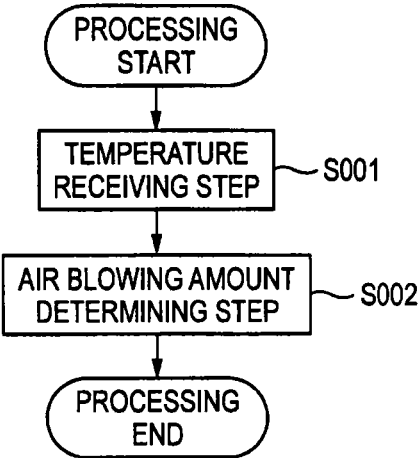 PROCESSING
START
TEMPERATURE
RECEIVING STEP
S001
AIR BLOWING AMOUNT
DETERMINING STEP
S002
PROCESSING
END